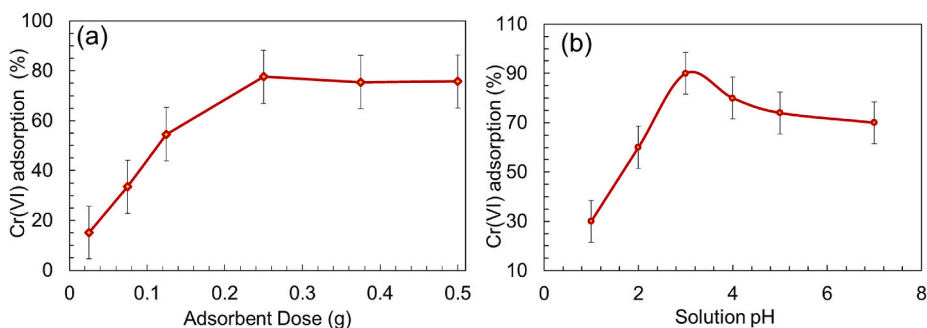 (a)
Cr(VI) adsorption (%)
100
80
60
40
20
0
0 0.1 0.2 0.3 0.4 0.5
Adsorbent Dose (g)
(b)
Cr(VI) adsorption (%)
110
90
70
50
30
10
0 2 4 6 8
Solution pH